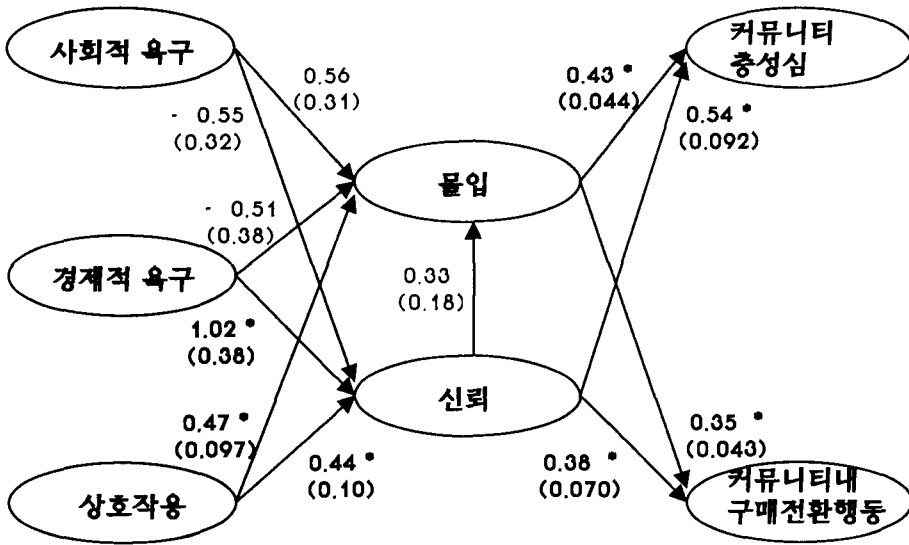 사회적 욕구
커뮤니티
충성심
0.56
(0.31)
- 0.55
(0.32)
0.43 *
(0.044)
0.54 *
(0.092)
몰입
- 0.51
(0.38)
경제적 욕구
0.33
(0.18)
1.02 *
(0.38)
신뢰
0.47 *
(0.097)
0.44 *
(0.10)
0.38 *
(0.070)
0.35 *
(0.043)
상호작용
커뮤니티내
구매전환행동